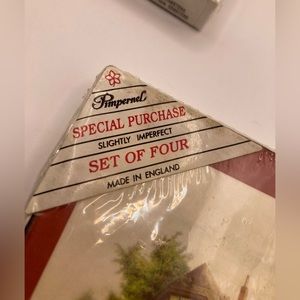 Pimpernel
SPECIAL PURCHASE
SLIGHTLY IMPERFECT
SET OF FOUR
MADE IN ENGLAND